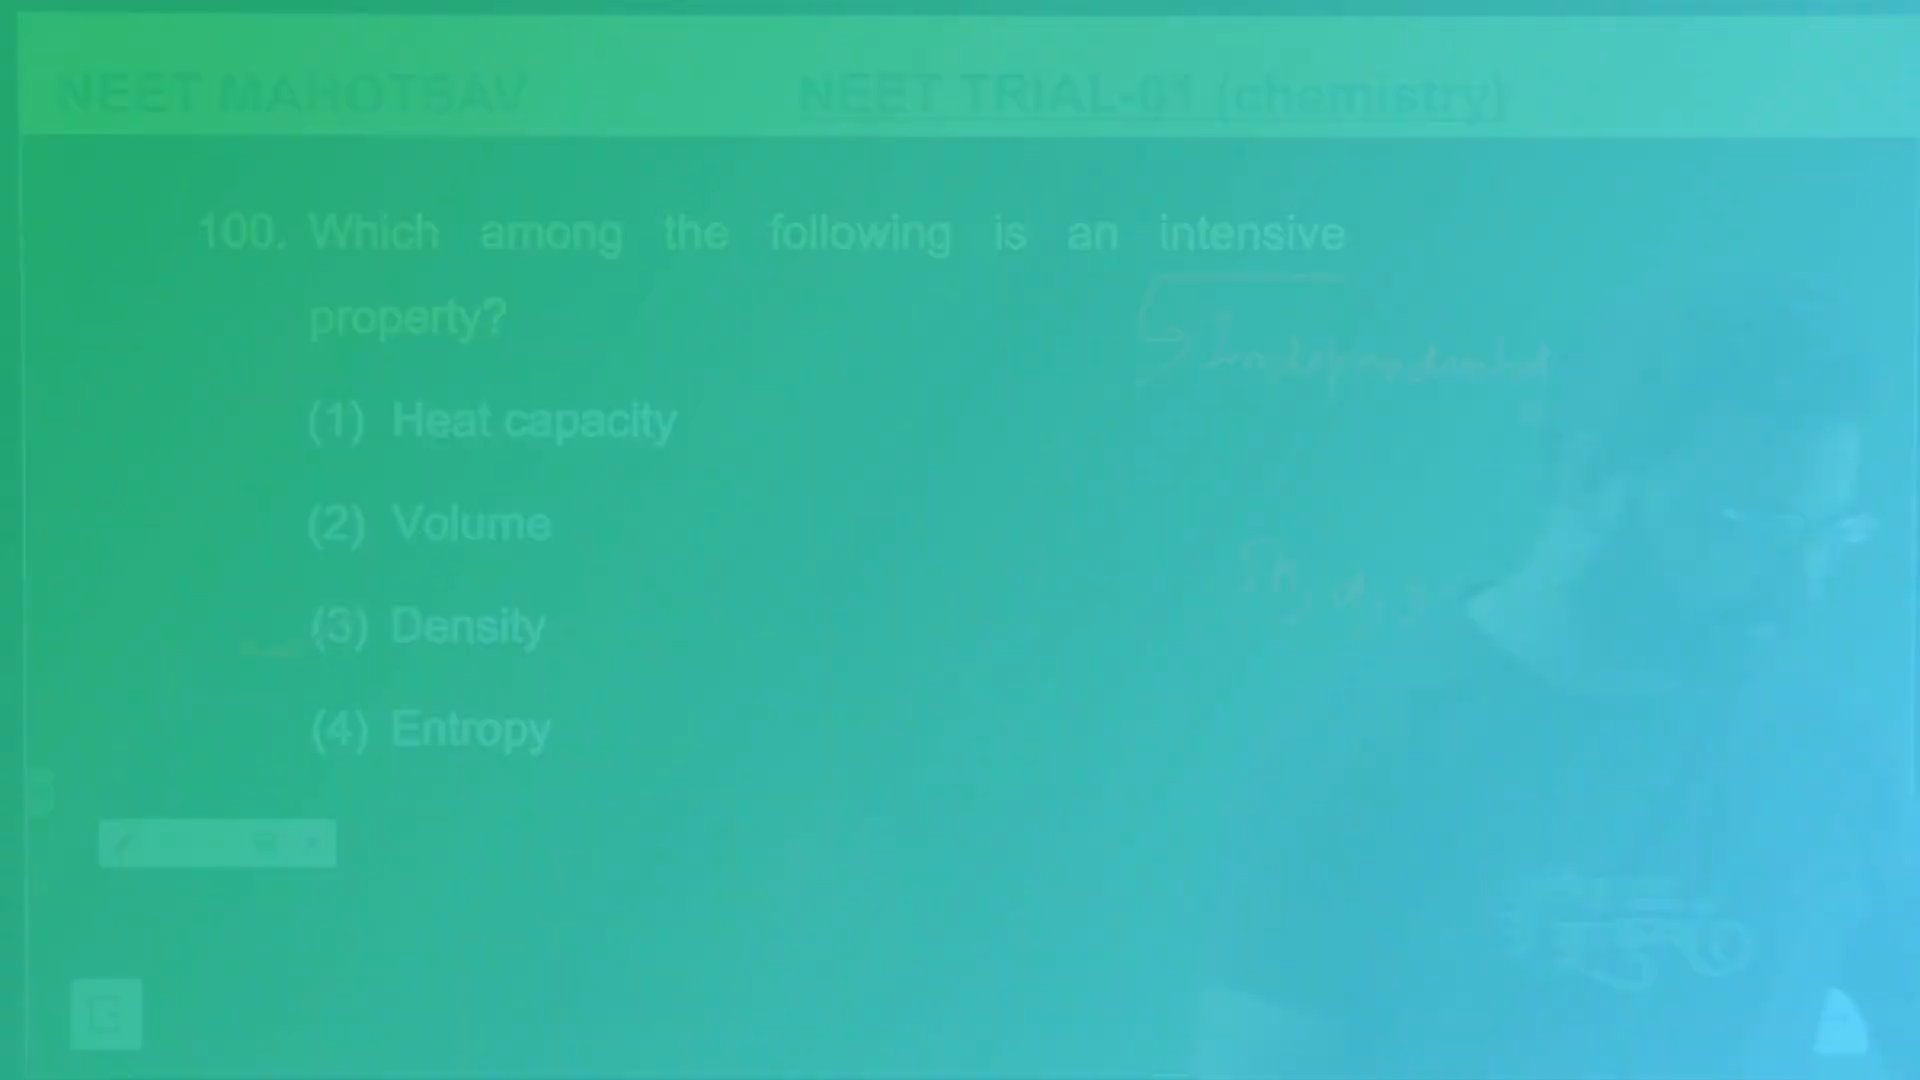 NEET MAHOTSAV NEET TRIAL-01 (chemistry)
100. Which among the following is an intensive
property?
(1) Heat capacity
(2) Volume
(3) Density
(4) Entropy